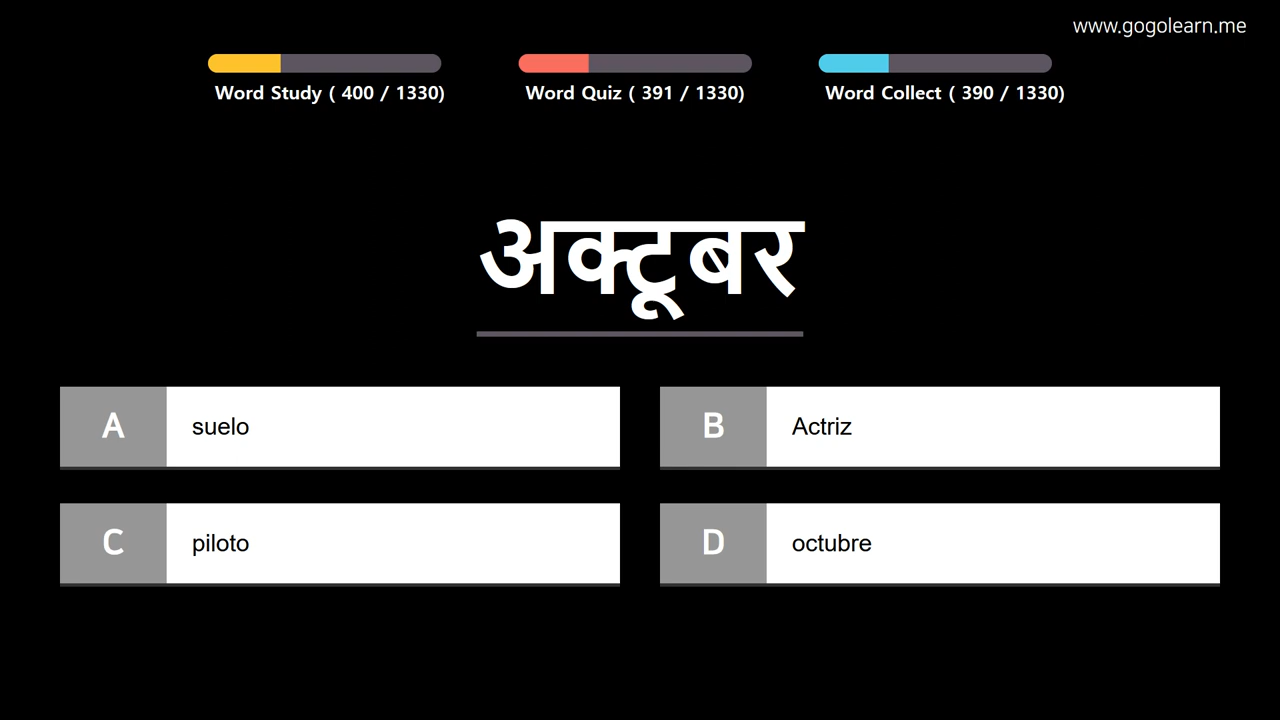 www.gogolearn.me
Word Study ( 400 / 1330)
Word Quiz ( 391 / 1330)
Word Collect ( 390 / 1330)
अक्टूबर
A suelo
B Actriz
C piloto
D octubre